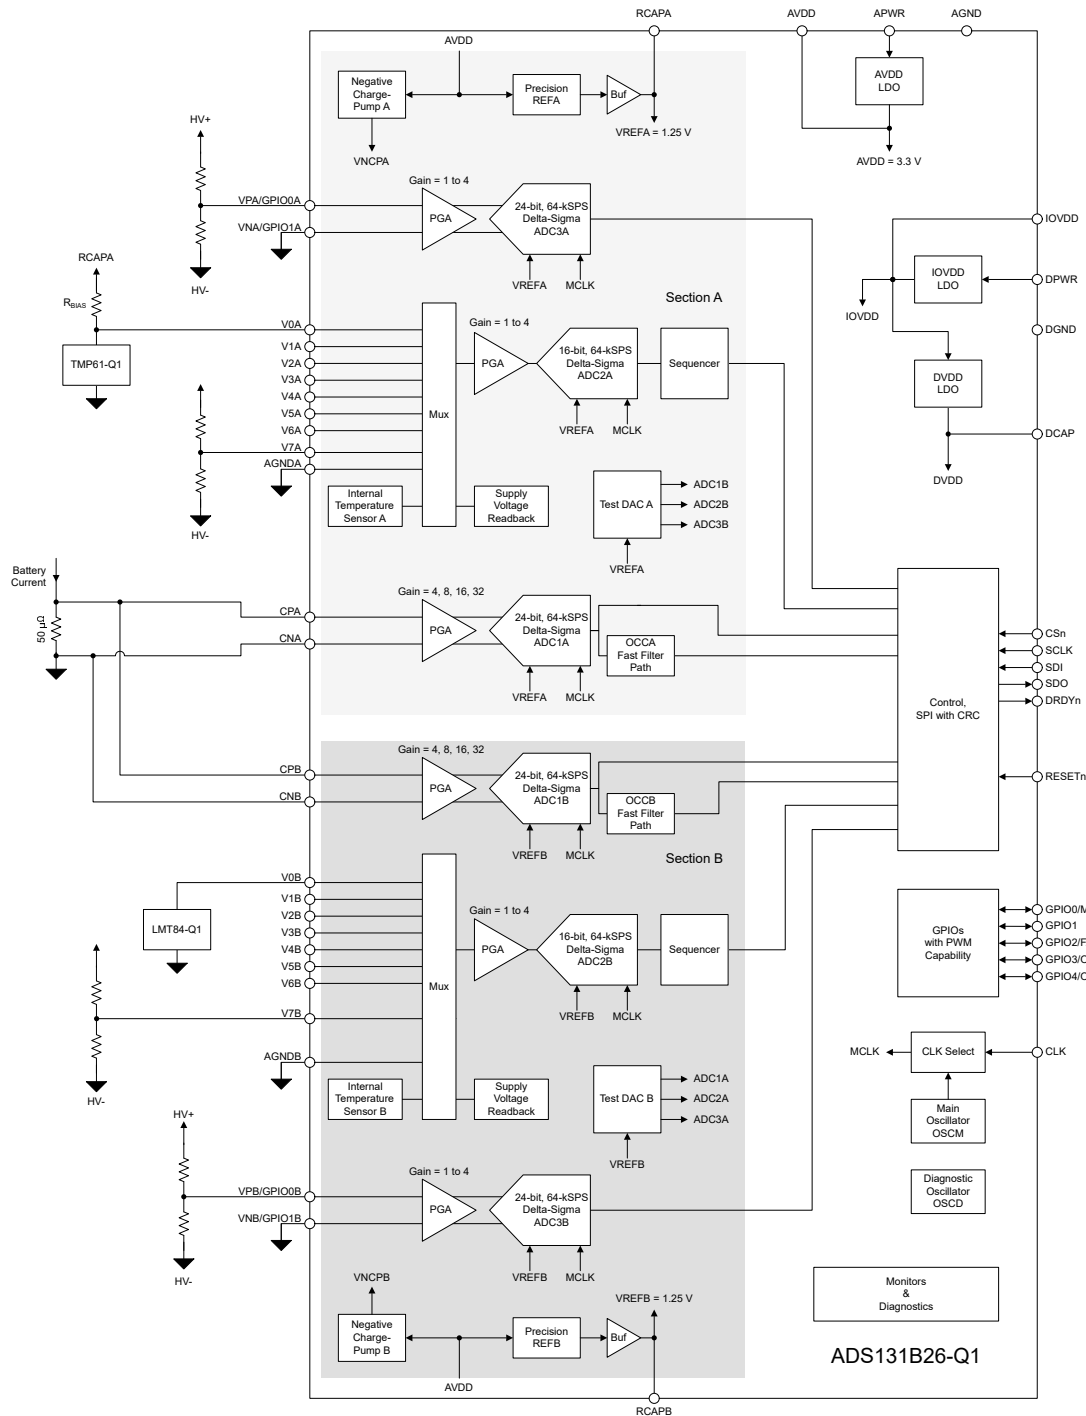 RCAPA
AVDD
APWR
AGND
AVDD
Negative
Charge-
Pump A
Precision
REFA
Buf
AVDD
LDO
VREFA = 1.25 V
VNCPA
AVDD = 3.3 V
HV+
Gain = 1 to 4
VPA/GPIO0A
VNA/GPIO1A
PGA
24-bit, 64-kSPS
Delta-Sigma
ADC3A
VREFA
MCLK
HV-
IOVDD
IOVDD
LDO
DPWR
IOVDD
DGND
DVDD
LDO
DCAP
DVDD
Section A
RCAPA
RBIAS
TMP61-Q1
V0A
V1A
V2A
V3A
V4A
V5A
V6A
V7A
AGNDA
HV-
Mux
Gain = 1 to 4
PGA
16-bit, 64-kSPS
Delta-Sigma
ADC2A
Sequencer
VREFA
MCLK
Internal
Temperature
Sensor A
Supply
Voltage
Readback
Test DAC A
ADC1B
ADC2B
ADC3B
VREFA
Battery
Current
50 µΩ
CPA
CNA
Gain = 4, 8, 16, 32
PGA
24-bit, 64-kSPS
Delta-Sigma
ADC1A
OCCA
Fast Filter
Path
VREFA
MCLK
Control,
SPI with CRC
CSn
SCLK
SDI
SDO
DRDYn
RESETn
CPB
CNB
Gain = 4, 8, 16, 32
PGA
24-bit, 64-kSPS
Delta-Sigma
ADC1B
OCCB
Fast Filter
Path
VREFB
MCLK
Section B
LMT84-Q1
V0B
V1B
V2B
V3B
V4B
V5B
V6B
V7B
AGNDB
HV-
Mux
Gain = 1 to 4
PGA
16-bit, 64-kSPS
Delta-Sigma
ADC2B
Sequencer
VREFB
MCLK
GPIOs
with PWM
Capability
GPIO0/M
GPIO1
GPIO2/F
GPIO3/O
GPIO4/O
MCLK
CLK Select
CLK
Main
Oscillator
OSCM
Diagnostic
Oscillator
OSCD
Internal
Temperature
Sensor B
Supply
Voltage
Readback
Test DAC B
ADC1A
ADC2A
ADC3A
VREFB
HV+
VPB/GPIO0B
VNB/GPIO1B
HV-
Gain = 1 to 4
PGA
24-bit, 64-kSPS
Delta-Sigma
ADC3B
VREFB
MCLK
VNCPB
VREFB = 1.25 V
Negative
Charge-
Pump B
Precision
REFB
Buf
AVDD
RCAPB
Monitors
&
Diagnostics
ADS131B26-Q1